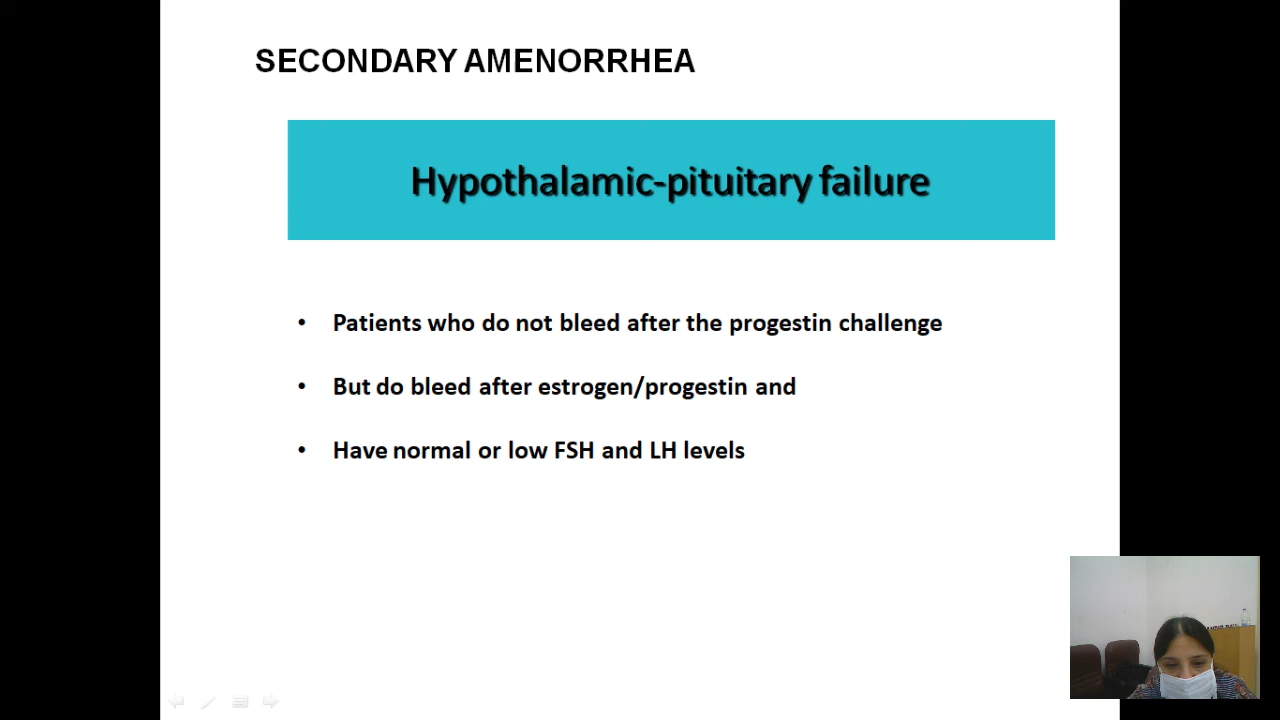 SECONDARY AMENORRHEA
Hypothalamic-pituitary failure
• Patients who do not bleed after the progestin challenge
• But do bleed after estrogen/progestin and
• Have normal or low FSH and LH levels